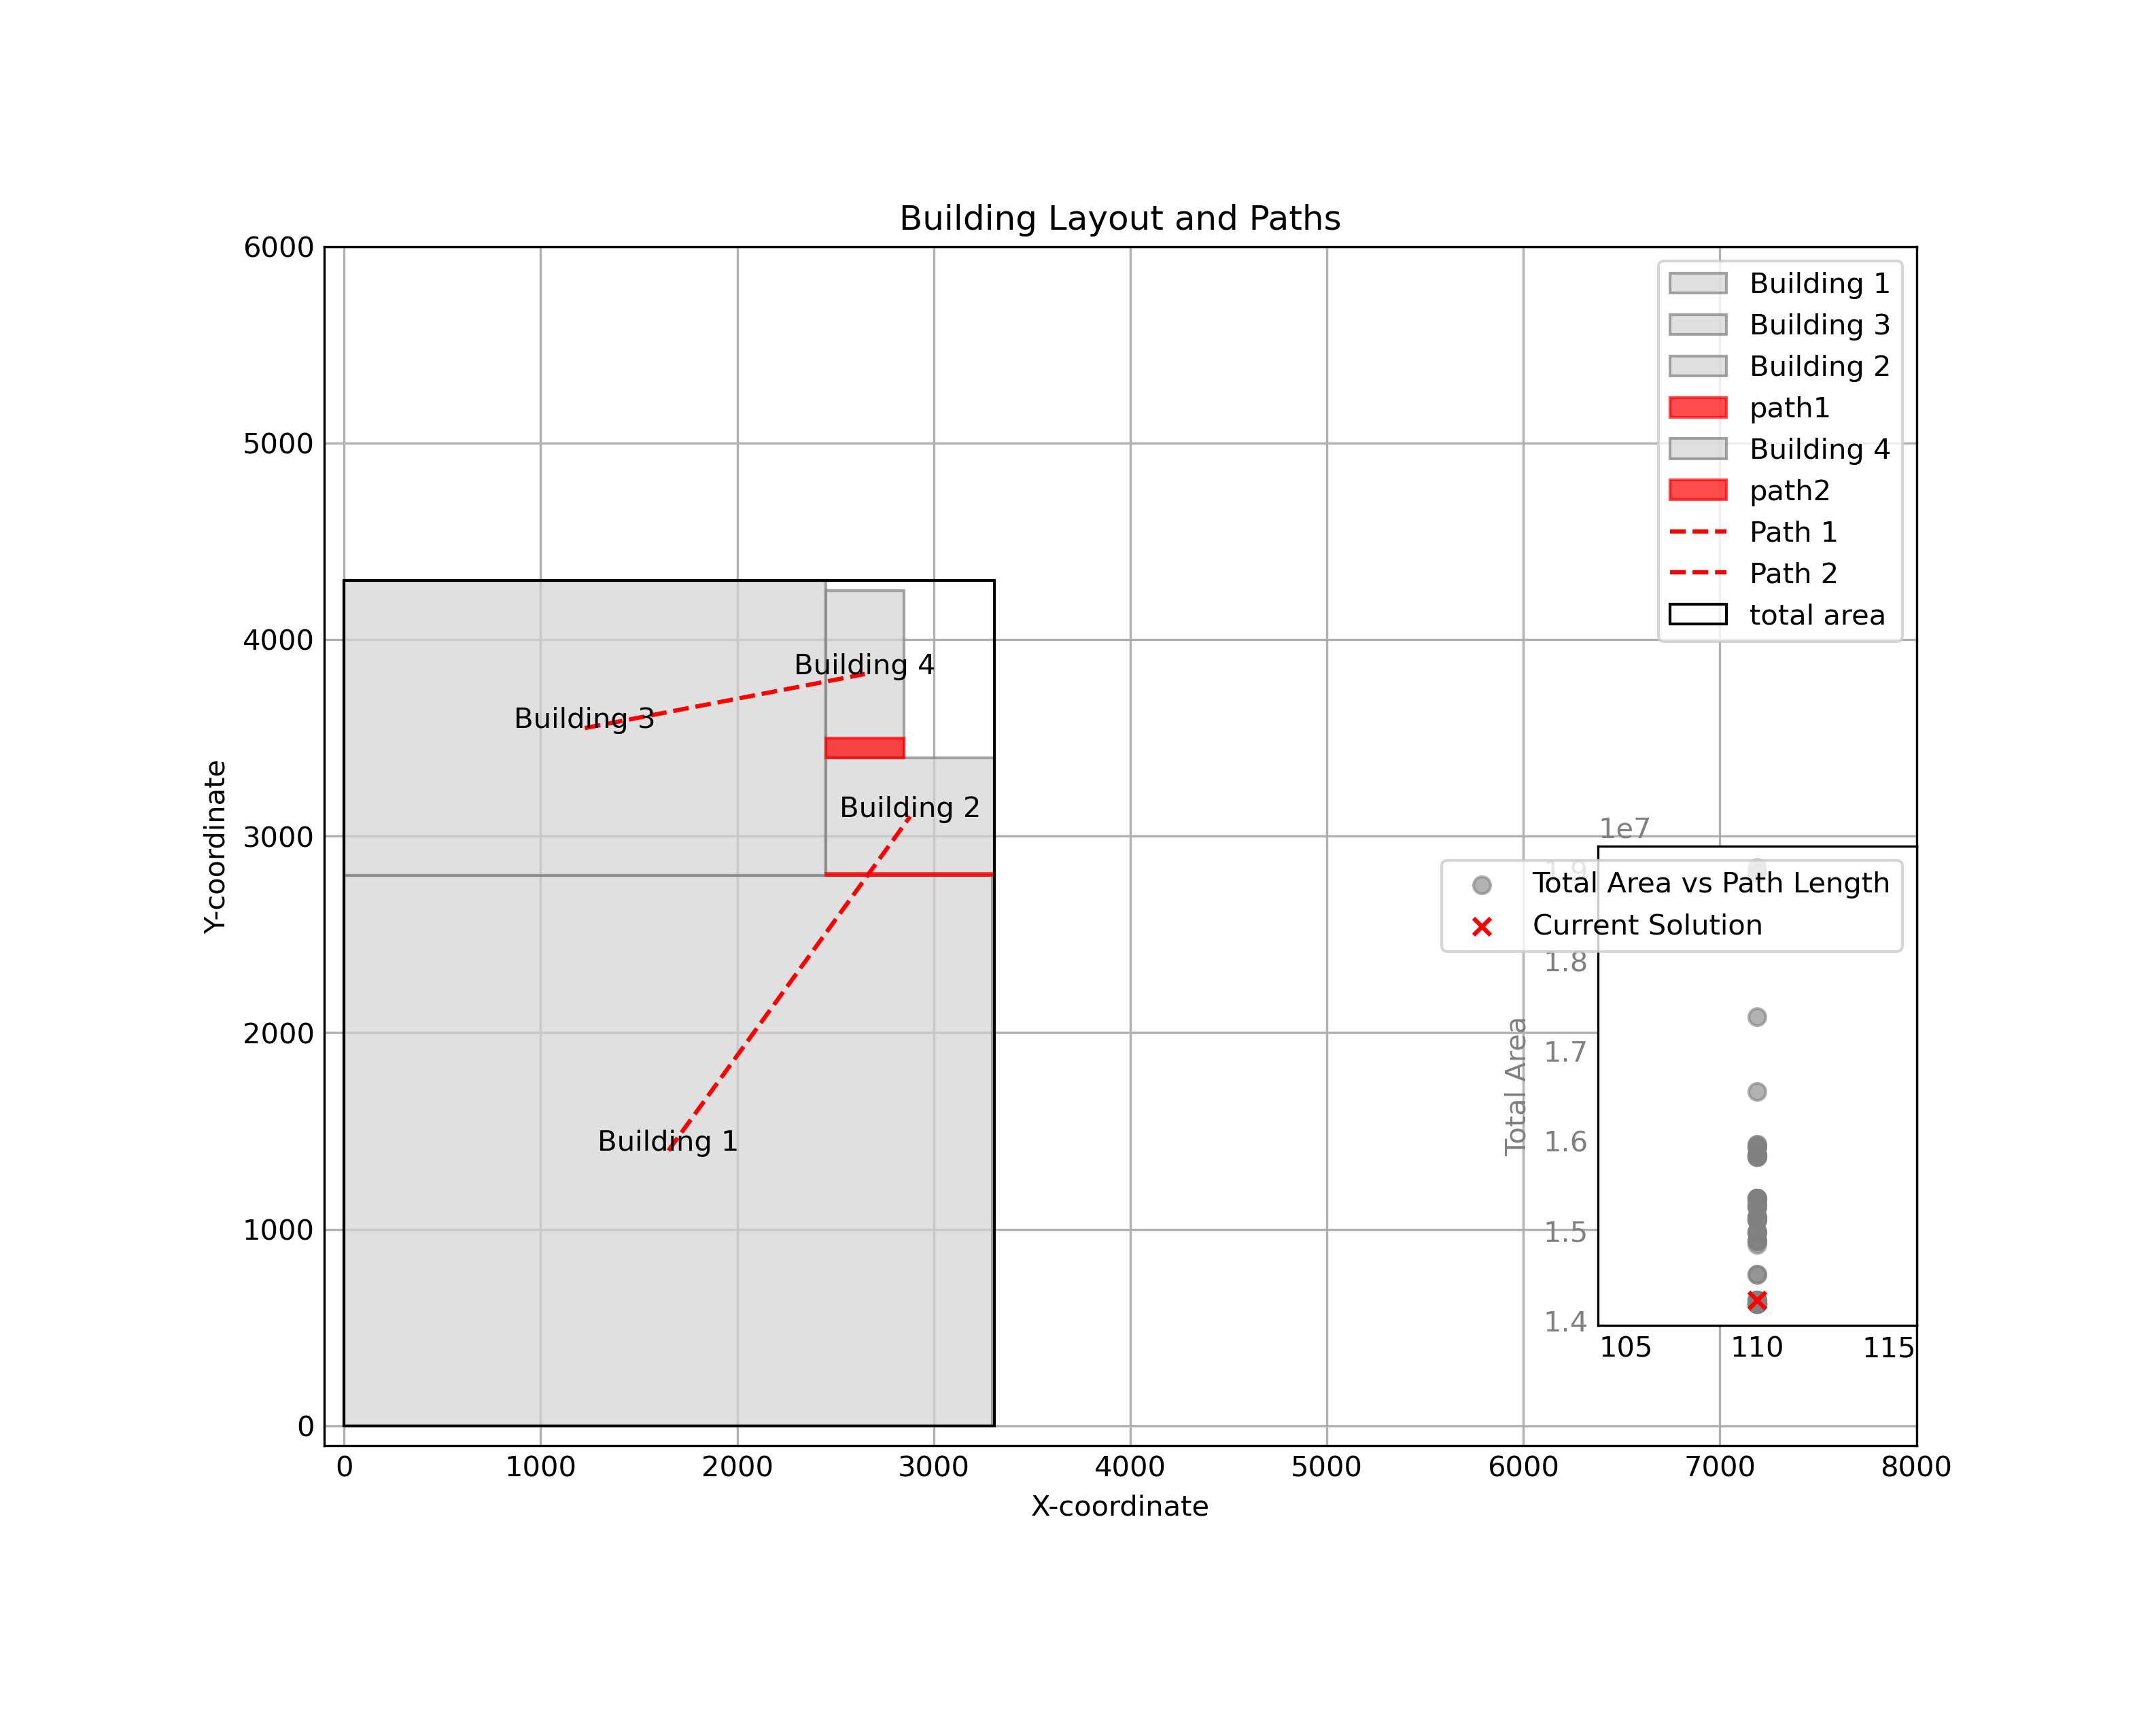 Building Layout and Paths
6000
5000
4000
3000
2000
1000
0
Y-coordinate
0
1000
2000
3000
4000
5000
6000
7000
8000
X-coordinate
Building 4
Building 3
Building 2
Building 1
Building 1
Building 3
Building 2
path1
Building 4
path2
Path 1
Path 2
total area
1e7
1.9
Total Area vs Path Length
Current Solution
1.8
1.7
1.6
1.5
1.4
Total Area
105
110
115